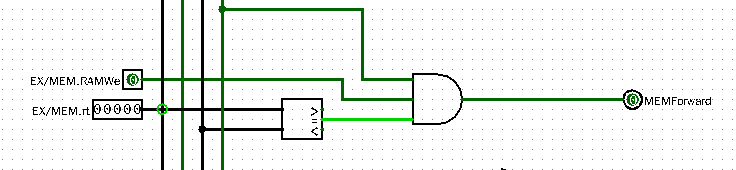 EX/MEM.RAMWe 0
EX/MEM.rt 00000
>
=
<
0 MEMForward